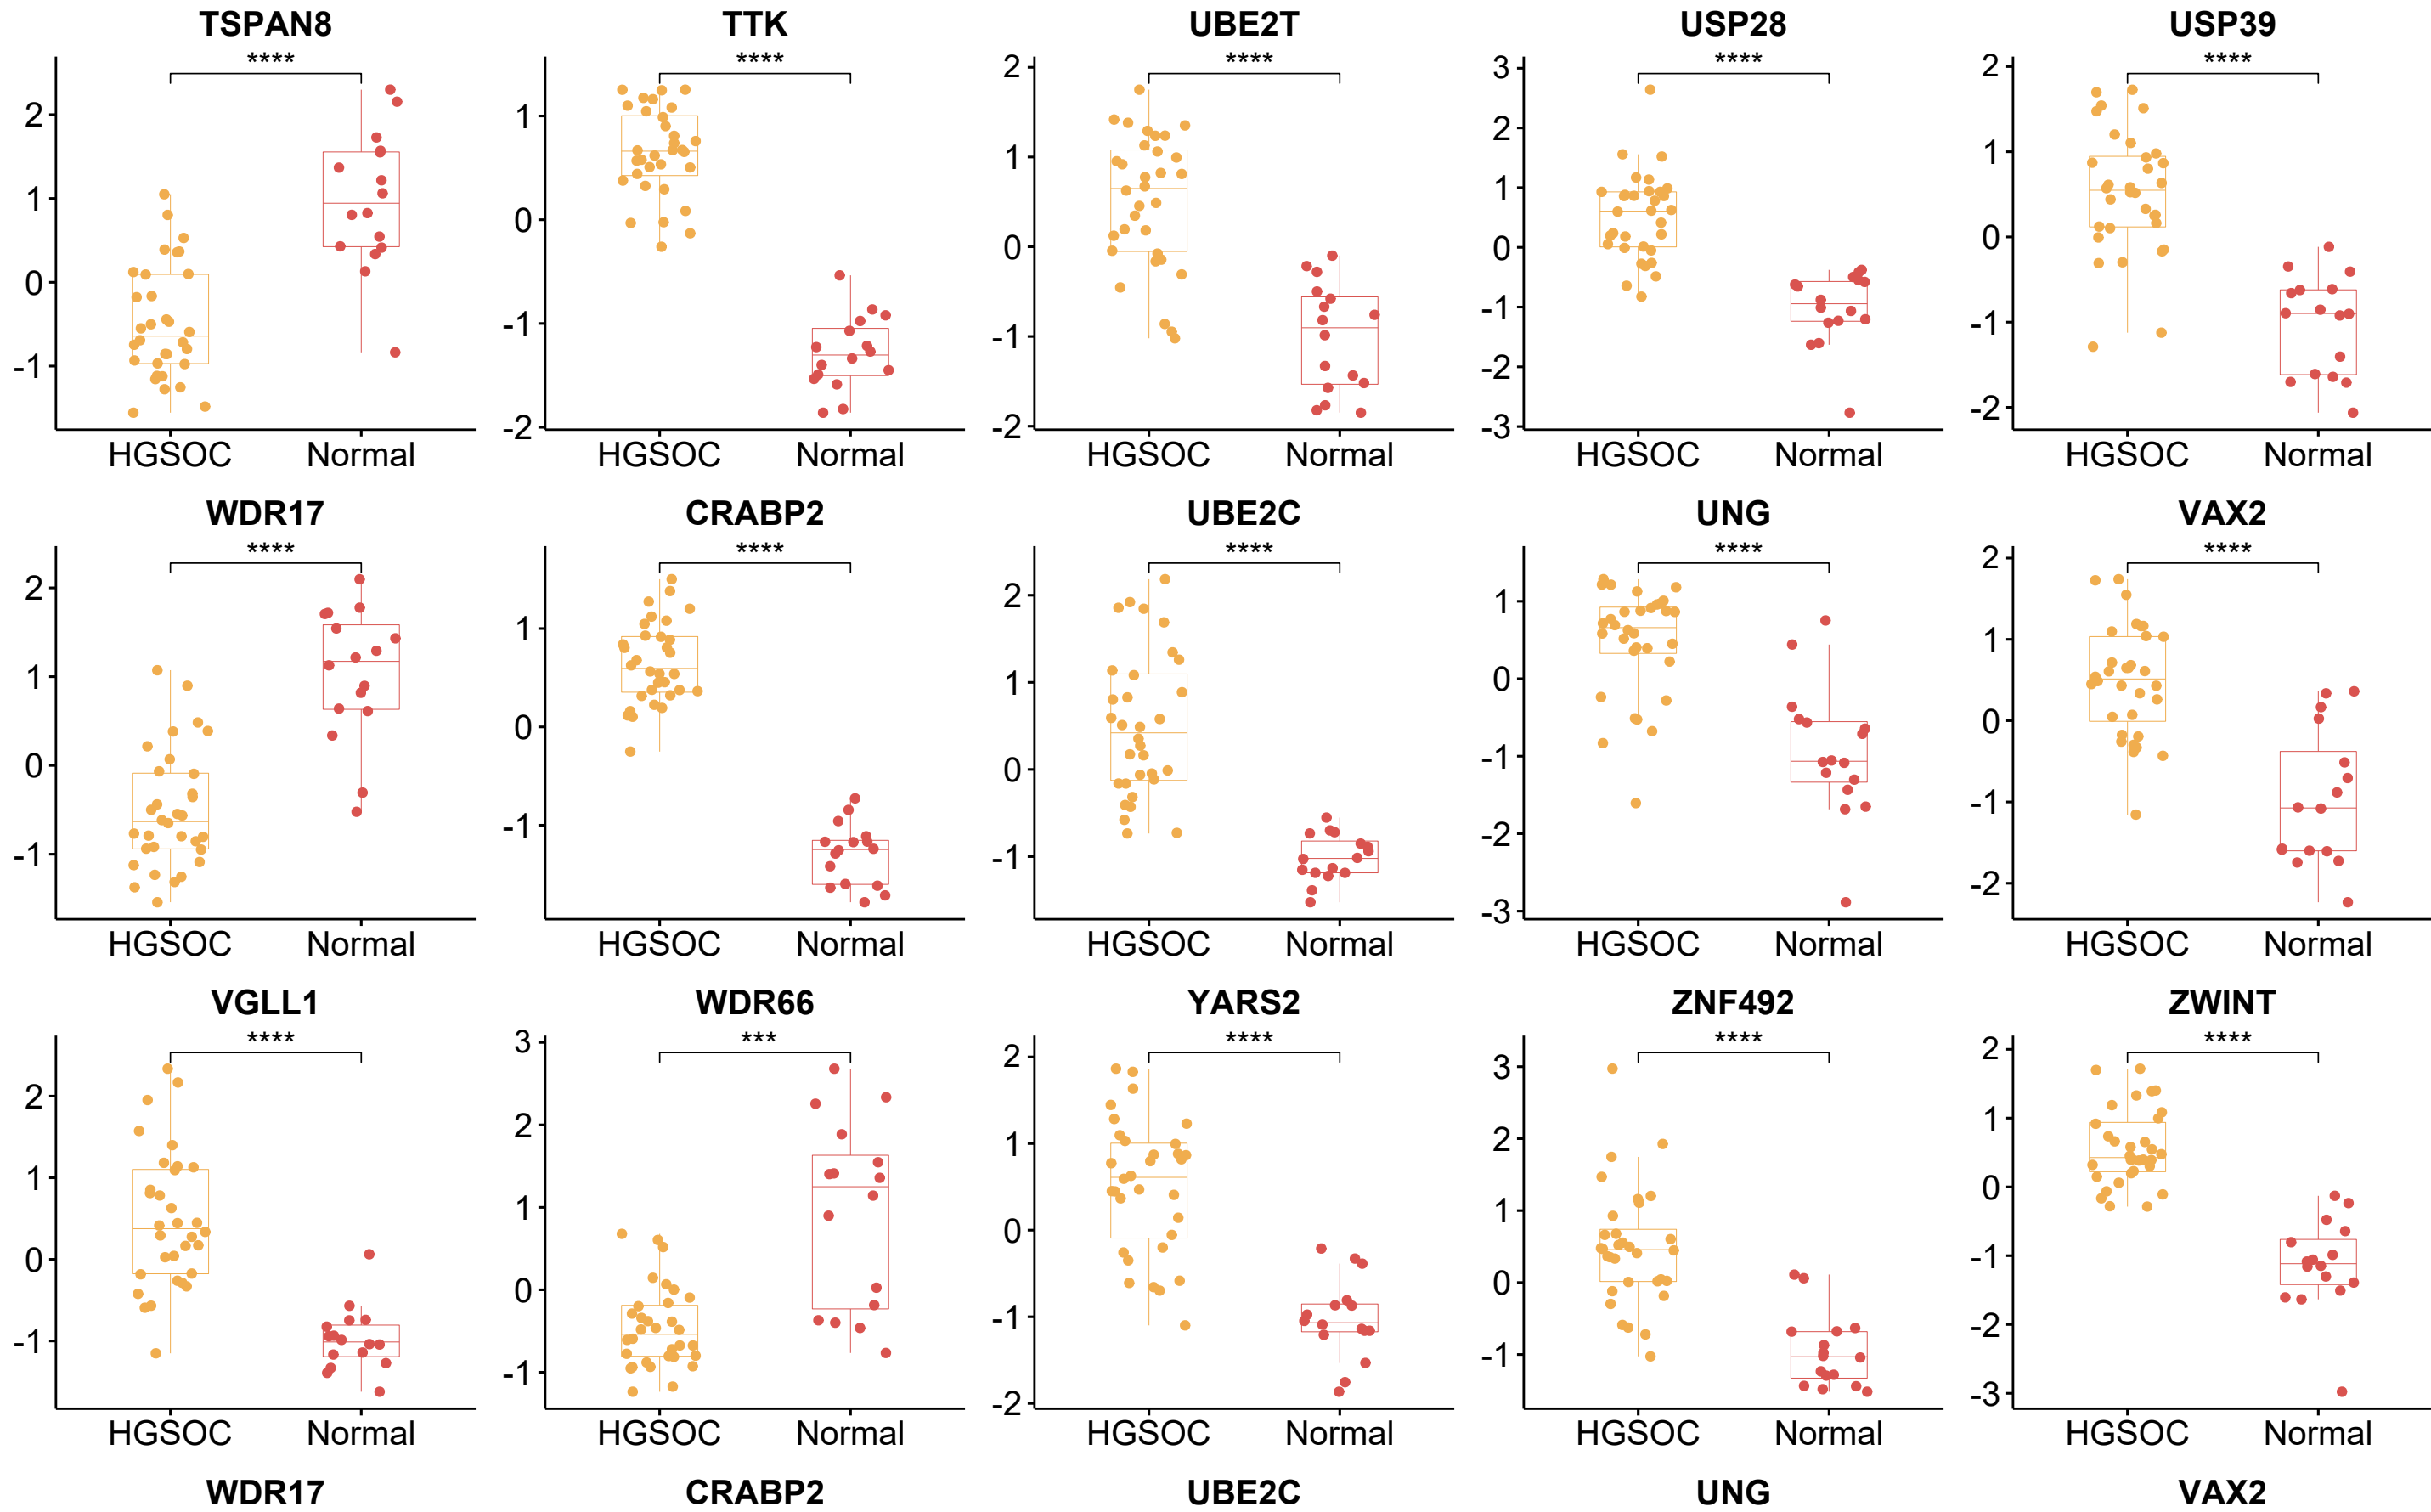 TSPAN8 TTK UBE2T USP28 USP39
**** **** **** **** ****
2 1 0 -1
1 0 -1 -2
2 1 0 -1 -2
3 2 1 0 -1 -2 -3
2 1 0 -1 -2
HGSOC Normal HGSOC Normal HGSOC Normal HGSOC Normal HGSOC Normal
WDR17 CRABP2 UBE2C UNG VAX2
**** **** **** **** ****
2 1 0 -1
1 0 -1
2 1 0 -1
1 0 -1 -2 -3
2 1 0 -1 -2
HGSOC Normal HGSOC Normal HGSOC Normal HGSOC Normal HGSOC Normal
VGLL1 WDR66 YARS2 ZNF492 ZWINT
**** *** **** **** ****
2 1 0 -1
3 2 1 0 -1
2 1 0 -1 -2
3 2 1 0 -1
2 1 0 -1 -2 -3
HGSOC Normal HGSOC Normal HGSOC Normal HGSOC Normal HGSOC Normal
WDR17 CRABP2 UBE2C UNG VAX2